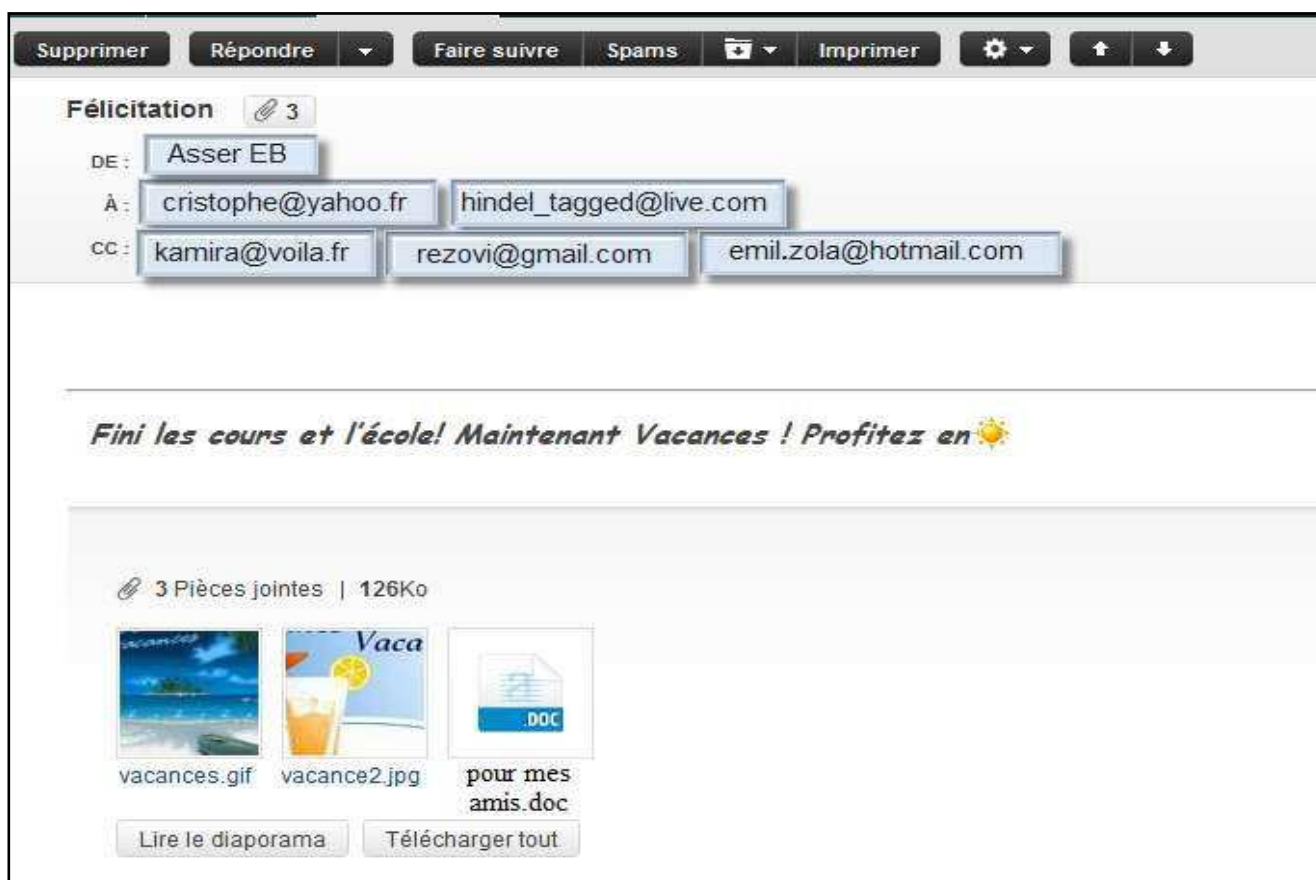 Supprimer Répondre Faire suivre Spams Imprimer
Félicitation 3
DE : Asser EB
À : cristophe@yahoo.fr hindel_tagged@live.com
CC : kamira@voila.fr rezovi@gmail.com emil.zola@hotmail.com
Fini les cours et l'école! Maintenant Vacances ! Profitez en
3 Pièces jointes | 126Ko
Vaca
.DOC
vacances.gif vacance2.jpg pour mes
amis.doc
Lire le diaporama Télécharger tout